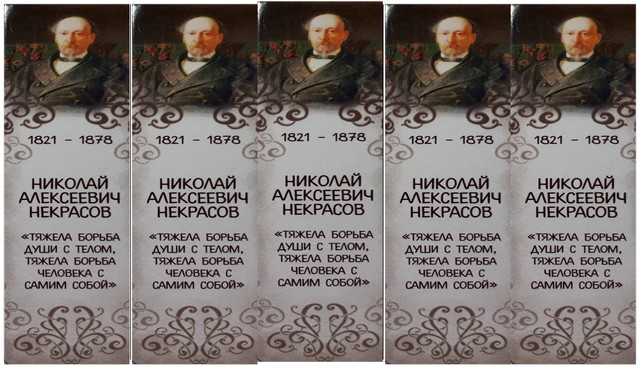 1821 – 1878
НИКОЛАЙ
АЛЕКСЕЕВИЧ
НЕКРАСОВ
«ТЯЖЕЛА БОРЬБА
ДУШИ С ТЕЛОМ,
ТЯЖЕЛА БОРЬБА
ЧЕЛОВЕКА С
САМИМ СОБОЙ»
1821 – 1878
НИКОЛАЙ
АЛЕКСЕЕВИЧ
НЕКРАСОВ
«ТЯЖЕЛА БОРЬБА
ДУШИ С ТЕЛОМ,
ТЯЖЕЛА БОРЬБА
ЧЕЛОВЕКА С
САМИМ СОБОЙ»
1821 – 1878
НИКОЛАЙ
АЛЕКСЕЕВИЧ
НЕКРАСОВ
«ТЯЖЕЛА БОРЬБА
ДУШИ С ТЕЛОМ,
ТЯЖЕЛА БОРЬБА
ЧЕЛОВЕКА С
САМИМ СОБОЙ»
1821 – 1878
НИКОЛАЙ
АЛЕКСЕЕВИЧ
НЕКРАСОВ
«ТЯЖЕЛА БОРЬБА
ДУШИ С ТЕЛОМ,
ТЯЖЕЛА БОРЬБА
ЧЕЛОВЕКА С
САМИМ СОБОЙ»
1821 – 1878
НИКОЛАЙ
АЛЕКСЕЕВИЧ
НЕКРАСОВ
«ТЯЖЕЛА БОРЬБА
ДУШИ С ТЕЛОМ,
ТЯЖЕЛА БОРЬБА
ЧЕЛОВЕКА С
САМИМ СОБОЙ»